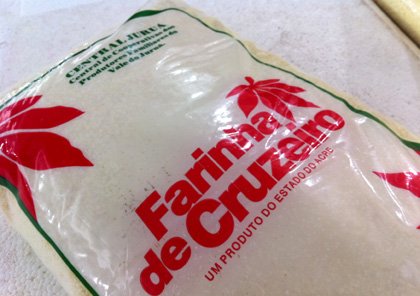 CENTRAL JURUÁ
Central de Cooperativas dos
Produtores Familiares do
Vale do Juruá.
Farinha
de Cruzeiro
UM PRODUTO DO ESTADO DO ACRE